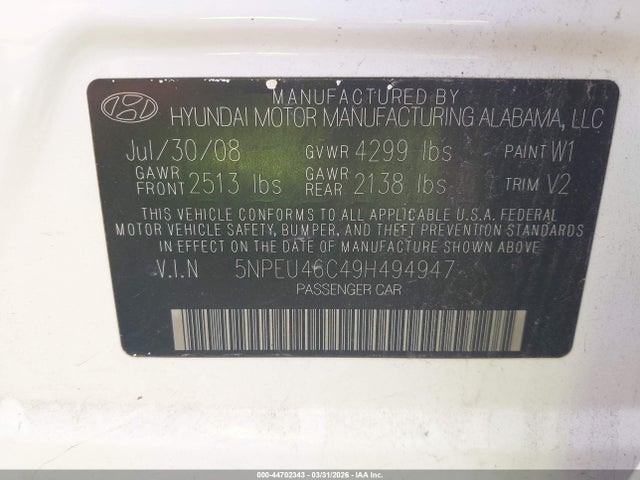 MANUFACTURED BY
HYUNDAI MOTOR MANUFACTURING ALABAMA, LLC
Jul/30/08 GVWR 4299 lbs PAINT W1
GAWR FRONT 2513 lbs GAWR REAR 2138 lbs TRIM V2
THIS VEHICLE CONFORMS TO ALL APPLICABLE U.S.A. FEDERAL
MOTOR VEHICLE SAFETY, BUMPER, AND THEFT PREVENTION STANDARDS
IN EFFECT ON THE DATE OF MANUFACTURE SHOWN ABOVE.
V.I.N 5NPEU46C49H494947
PASSENGER CAR
000-44702343 - 03/31/2026 - COPART